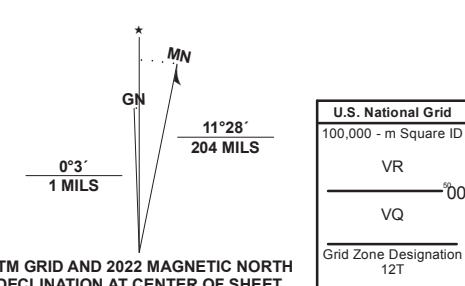 ★
MN
GN
11°28´
204 MILS
0°3´
1 MILS
TM GRID AND 2022 MAGNETIC NORTH
DECLINATION AT CENTER OF SHEET
U.S. National Grid
100,000 - m Square ID
VR
5000
VQ
Grid Zone Designation
12T